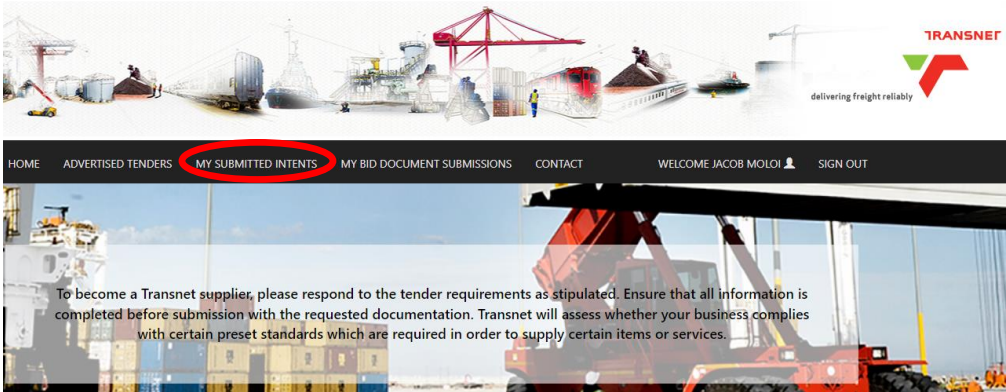 TRANSNET
delivering freight reliably
HOME ADVERTISED TENDERS MY SUBMITTED INTENTS MY BID DOCUMENT SUBMISSIONS CONTACT WELCOME JACOB MOLOI SIGN OUT
To become a Transnet supplier, please respond to the tender requirements as stipulated. Ensure that all information is
completed before submission with the requested documentation. Transnet will assess whether your business complies
with certain preset standards which are required in order to supply certain items or services.